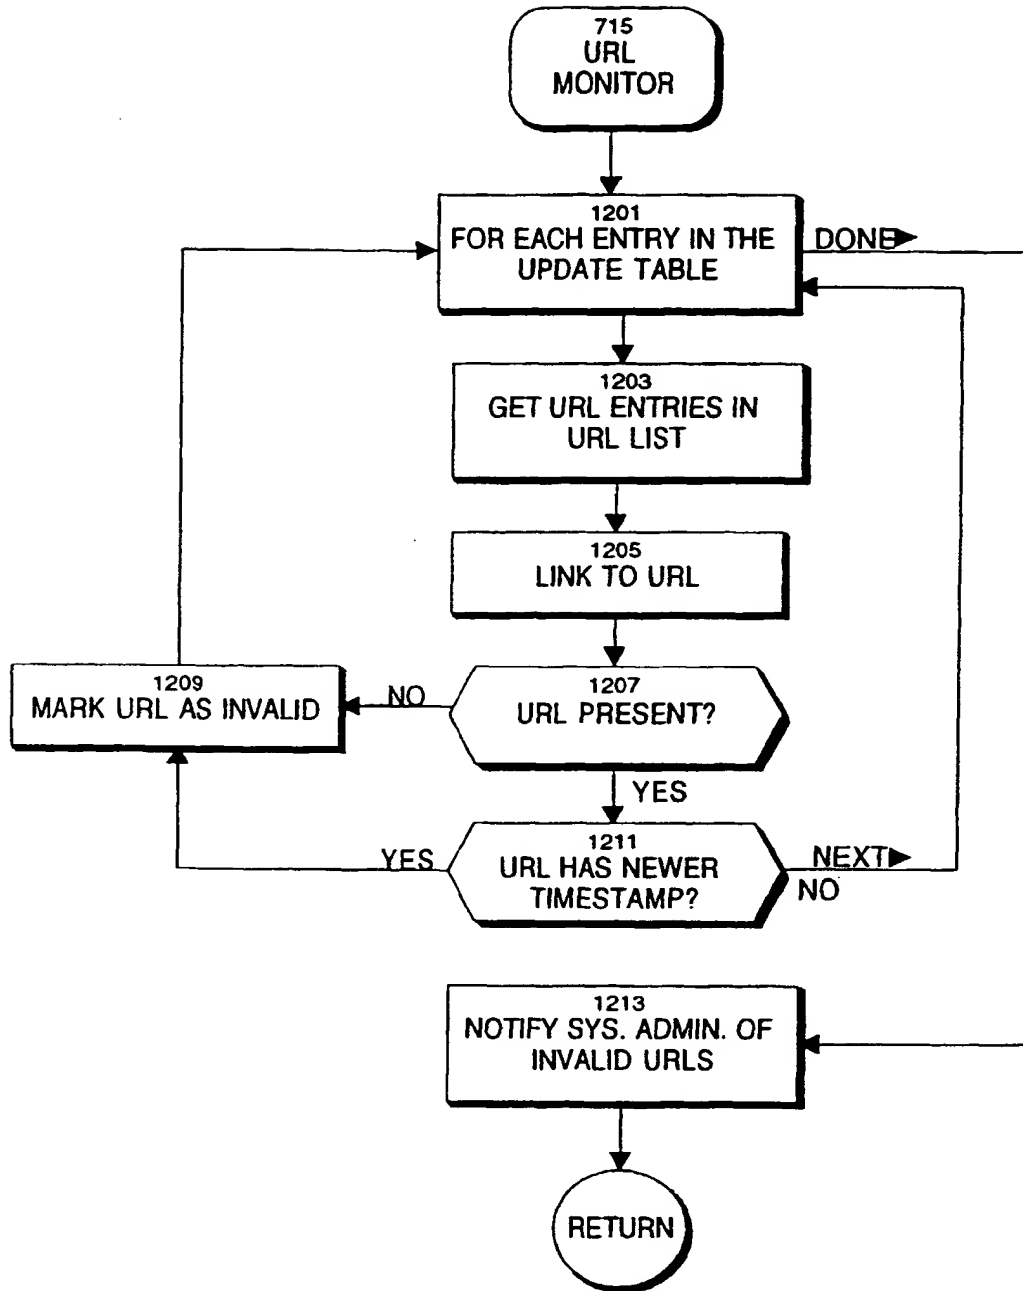 715
URL
MONITOR
1201
FOR EACH ENTRY IN THE
UPDATE TABLE
DONE
1203
GET URL ENTRIES IN
URL LIST
1205
LINK TO URL
1207
URL PRESENT?
NO
1209
MARK URL AS INVALID
YES
1211
URL HAS NEWER
TIMESTAMP?
YES
NEXT
NO
1213
NOTIFY SYS. ADMIN. OF
INVALID URLS
RETURN